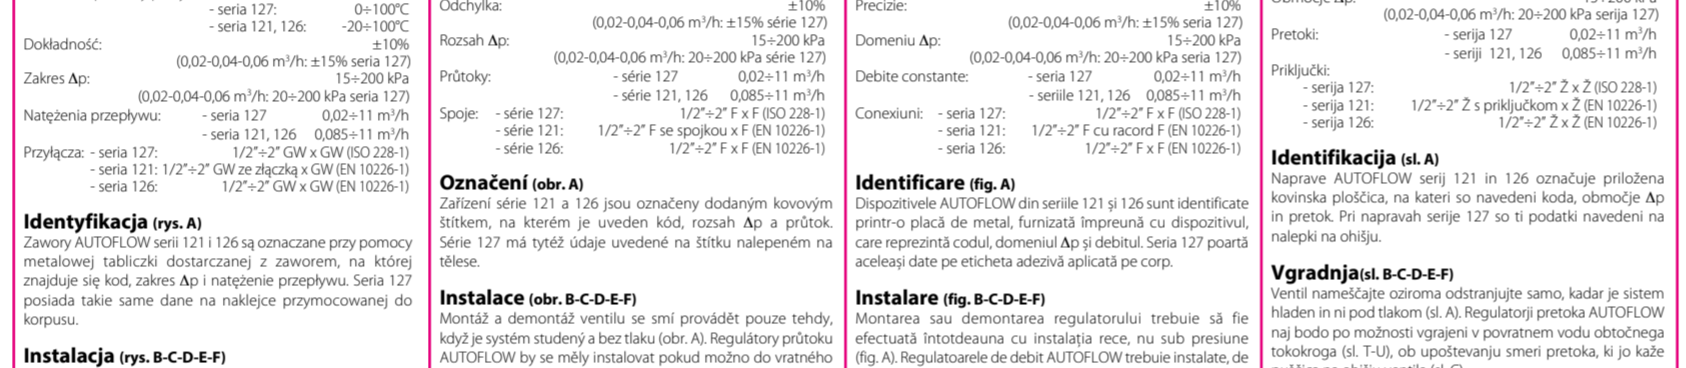 - seria 127: 0÷100°C
- seria 121, 126: -20÷100°C
Dokładność: ±10%
(0,02-0,04-0,06 m³/h: ±15% seria 127)
Zakres Δp: 15÷200 kPa
(0,02-0,04-0,06 m³/h: 20÷200 kPa seria 127)
Natężenia przepływu: - seria 127 0,02÷11 m³/h
- seria 121, 126 0,085÷11 m³/h
Przyłącza: - seria 127: 1/2”÷2” GW x GW (ISO 228-1)
- seria 121: 1/2”÷2” GW ze złączką x GW (EN 10226-1)
- seria 126: 1/2”÷2” GW x GW (EN 10226-1)
Identyfikacja (rys. A)
Zawory AUTOFLOW serii 121 i 126 są oznaczane przy pomocy
metalowej tabliczki dostarczanej z zaworem, na której
znajduje się kod, zakres Δp i natężenie przepływu. Seria 127
posiada takie same dane na naklejce przymocowanej do
korpusu.
Instalacja (rys. B-C-D-E-F)
Odchylka: ±10%
(0,02-0,04-0,06 m³/h: ±15% série 127)
Rozsah Δp: 15÷200 kPa
(0,02-0,04-0,06 m³/h: 20÷200 kPa série 127)
Průtoky: - série 127 0,02÷11 m³/h
- série 121, 126 0,085÷11 m³/h
Spoje: - série 127: 1/2”÷2” F x F (ISO 228-1)
- série 121: 1/2”÷2” F se spojkou x F (EN 10226-1)
- série 126: 1/2”÷2” F x F (EN 10226-1)
Označení (obr. A)
Zařízení série 121 a 126 jsou označeny dodaným kovovým
štítkem, na kterém je uveden kód, rozsah Δp a průtok.
Série 127 má tytéž údaje uvedené na štítku nalepeném na
tělese.
Instalace (obr. B-C-D-E-F)
Montáž a demontáž ventilu se smí provádět pouze tehdy,
když je systém studený a bez tlaku (obr. A). Regulátory průtoku
AUTOFLOW by se měly instalovat pokud možno do vratného
Precizie: ±10%
(0,02-0,04-0,06 m³/h: ±15% seria 127)
Domeniu Δp: 15÷200 kPa
(0,02-0,04-0,06 m³/h: 20÷200 kPa seria 127)
Debite constante: - seria 127 0,02÷11 m³/h
- seriile 121, 126 0,085÷11 m³/h
Conexiuni: - seria 127: 1/2”÷2” F x F (ISO 228-1)
- seria 121: 1/2”÷2” F cu racord F (EN 10226-1)
- seria 126: 1/2”÷2” F x F (EN 10226-1)
Identificare (fig. A)
Dispozitivele AUTOFLOW din seriile 121 și 126 sunt identificate
printr-o placă de metal, furnizată împreună cu dispozitivul,
care reprezintă codul, domeniul Δp și debitul. Seria 127 poartă
aceleași date pe eticheta adezivă aplicată pe corp.
Instalare (fig. B-C-D-E-F)
Montarea sau demontarea regulatorului trebuie să fie
efectuată întotdeauna cu instalația rece, nu sub presiune
(fig. A). Regulatoarele de debit AUTOFLOW trebuie instalate, de
(0,02-0,04-0,06 m³/h: 20÷200 kPa serija 127)
Pretoki: - serija 127 0,02÷11 m³/h
- seriji 121, 126 0,085÷11 m³/h
Priključki:
- serija 127: 1/2”÷2” Ž x Ž (ISO 228-1)
- serija 121: 1/2”÷2” Ž s priključkom x Ž (EN 10226-1)
- serija 126: 1/2”÷2” Ž x Ž (EN 10226-1)
Identifikacija (sl. A)
Naprave AUTOFLOW serij 121 in 126 označuje priložena
kovinska ploščica, na kateri so navedeni koda, območje Δp
in pretok. Pri napravah serije 127 so ti podatki navedeni na
nalepki na ohišju.
Vgradnja(sl. B-C-D-E-F)
Ventil nameščajte oziroma odstranjujte samo, kadar je sistem
hladen in ni pod tlakom (sl. A). Regulatorji pretoka AUTOFLOW
naj bodo po možnosti vgrajeni v povratnem vodu obtočnega
tokokroga (sl. T-U), ob upoštevanju smeri pretoka, ki jo kaže